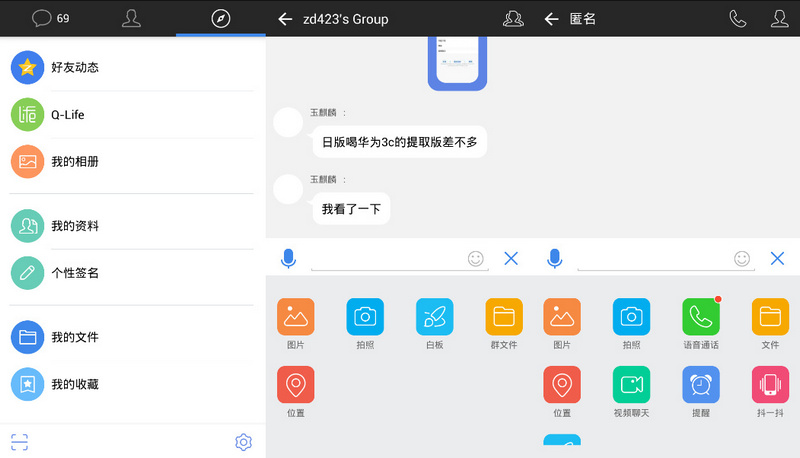 69
好友动态
Q-Life
我的相册
我的资料
个性签名
我的文件
我的收藏
zd423's Group
玉麒麟 :
日版喝华为3c的提取版差不多
玉麒麟 :
我看了一下
图片
拍照
白板
群文件
位置
匿名
图片
拍照
语音通话
文件
位置
视频聊天
提醒
抖一抖